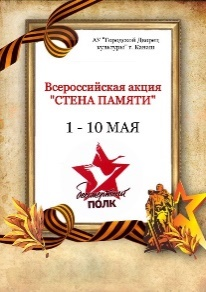 АУ "Городской Дворец
культуры" г. Канаш
Всероссийская акция
"СТЕНА ПАМЯТИ"
1 - 10 МАЯ
Бессмертный
ПОЛК